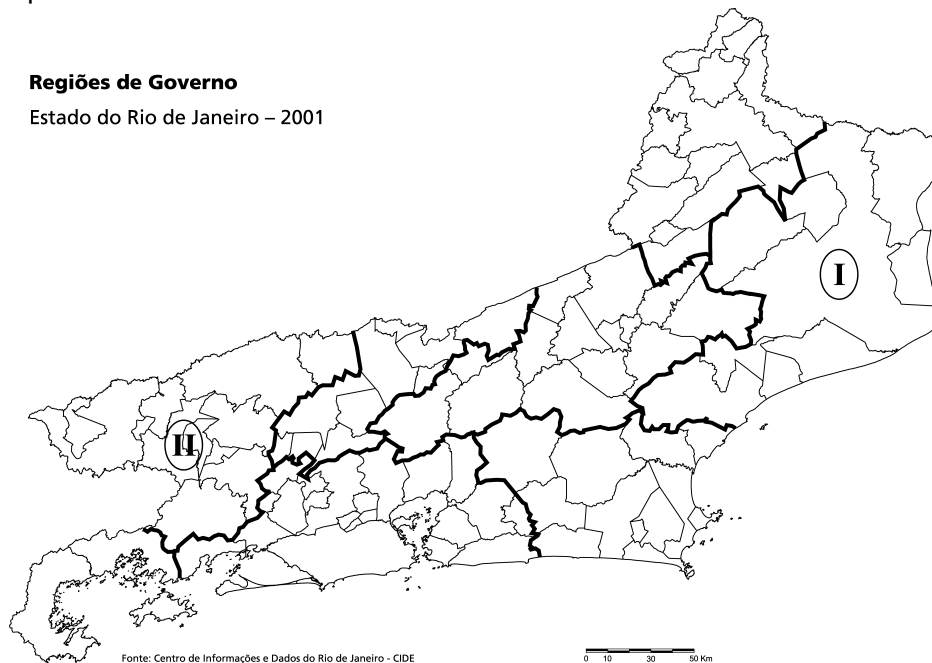 Regiões de Governo
Estado do Rio de Janeiro – 2001
I
II
Fonte: Centro de Informações e Dados do Rio de Janeiro - CIDE
0 10 30 50 Km